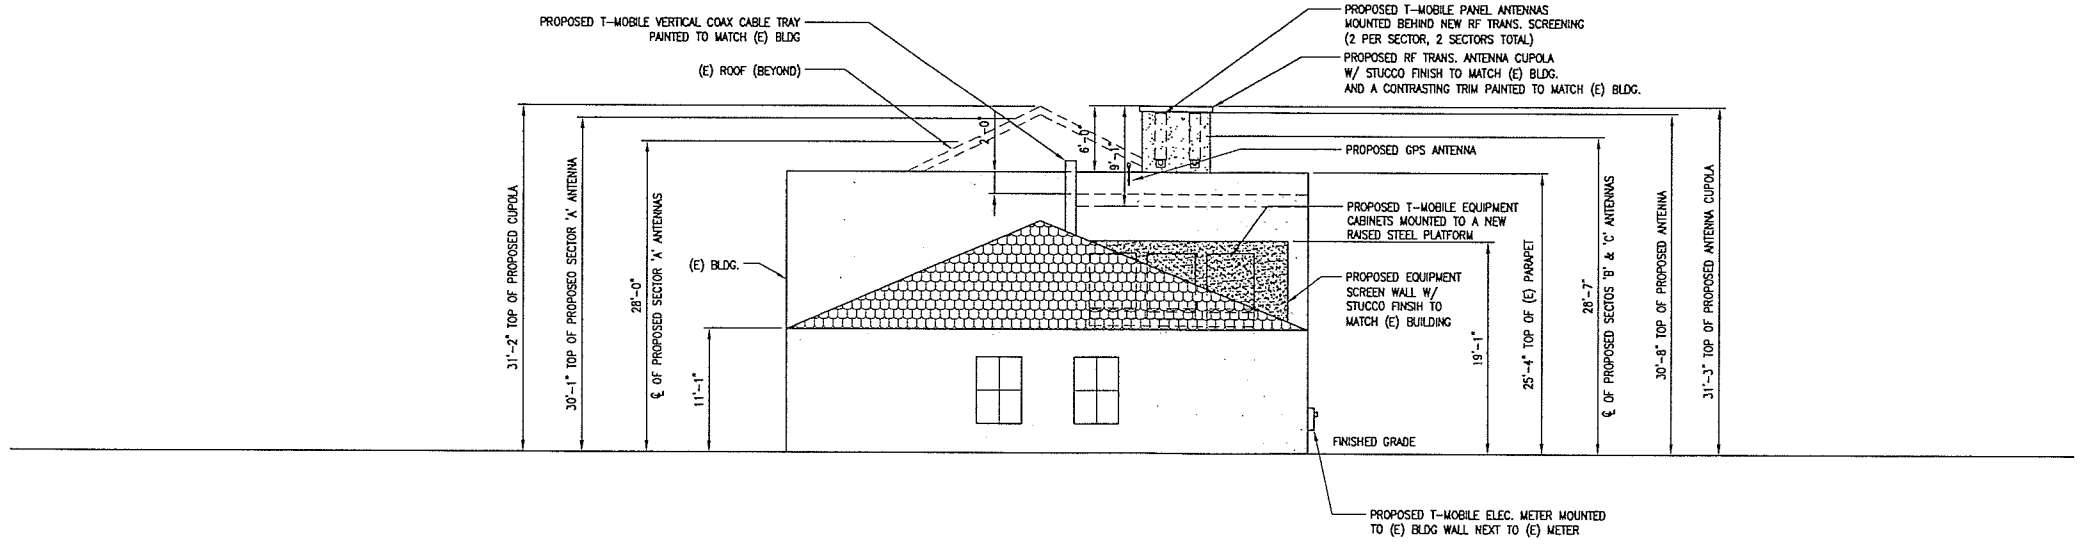 PROPOSED T-MOBILE VERTICAL COAX CABLE TRAY
PAINTED TO MATCH (E) BLDG
(E) ROOF (BEYOND)
PROPOSED T-MOBILE PANEL ANTENNAS
MOUNTED BEHIND NEW RF TRANS. SCREENING
(2 PER SECTOR, 2 SECTORS TOTAL)
PROPOSED RF TRANS. ANTENNA CUPOLA
W/ STUCCO FINISH TO MATCH (E) BLDG.
AND A CONTRASTING TRIM PAINTED TO MATCH (E) BLDG.
2'-0"
6'-0"
9'-1"
PROPOSED GPS ANTENNA
PROPOSED T-MOBILE EQUIPMENT
CABINETS MOUNTED TO A NEW
RAISED STEEL PLATFORM
(E) BLDG.
PROPOSED EQUIPMENT
SCREEN WALL W/
STUCCO FINSIH TO
MATCH (E) BUILDING
31'-2" TOP OF PROPOSED CUPOLA
30'-1" TOP OF PROPOSEO SECTOR 'A' ANTENNA
28'-0"
℄ OF PROPOSED SECTOR 'A' ANTENNAS
11'-1"
19'-1"
25'-4" TOP OF (E) PARAPET
28'-7"
℄ OF PROPOSED SECTOS 'B' & 'C' ANTENNAS
30'-8" TOP OF PROPOSED ANTENNA
31'-3" TOP OF PROPOSED ANTENNA CUPOLA
FINISHED GRADE
PROPOSED T-MOBILE ELEC. METER MOUNTED
TO (E) BLDG WALL NEXT TO (E) METER